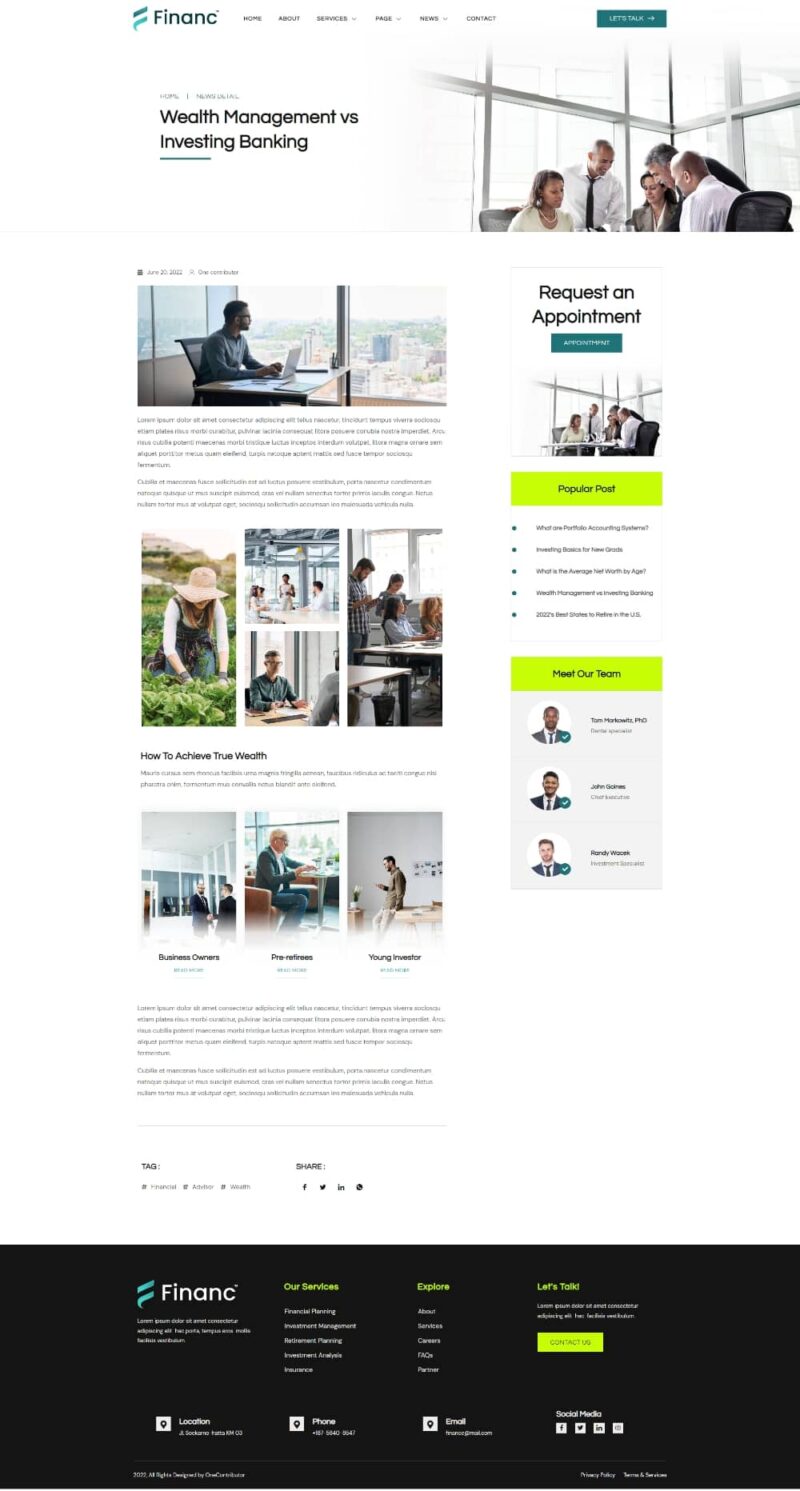 Financ
HOME ABOUT SERVICES PAGE NEWS CONTACT LET'S TALK
HOME | NEWS DETAIL
Wealth Management vs
Investing Banking
June 20, 2022 One contributor
Lorem ipsum dolor sit amet consectetur adipiscing elit tellus nascetur, tincidunt tempus viverra sociosqu
etiam platea risus morbi curabitur, pulvinar lacinia consequat litora posuere conubia nostra imperdiet. Arcu
risus cubilia potenti maecenas morbi tristique luctus inceptos interdum volutpat, litora magna ornare sem
aliquet porttitor metus quam eleifend, turpis natoque aptent mattis sed fusce tempor sociosqu
fermentum.
Cubilia et maecenas fusce sollicitudin est ad luctus posuere vestibulum, porta nascetur condimentum
natoque quisque ut mus suscipit euismod, cras vel nullam senectus tortor primis iaculis congue. Netus
nullam tortor mus at volutpat eget, sociosqu sollicitudin accumsan leo malesuada vehicula nulla.
How To Achieve True Wealth
Mauris cursus sem rhoncus facilisis urna magnis fringilla aenean, faucibus ridiculus ac taciti congue nisi
pharetra enim, fermentum mus convallis netus blandit ante eleifend.
Business Owners
READ MORE
Pre-retirees
READ MORE
Young Investor
READ MORE
Lorem ipsum dolor sit amet consectetur adipiscing elit tellus nascetur, tincidunt tempus viverra sociosqu
etiam platea risus morbi curabitur, pulvinar lacinia consequat litora posuere conubia nostra imperdiet. Arcu
risus cubilia potenti maecenas morbi tristique luctus inceptos interdum volutpat, litora magna ornare sem
aliquet porttitor metus quam eleifend, turpis natoque aptent mattis sed fusce tempor sociosqu
fermentum.
Cubilia et maecenas fusce sollicitudin est ad luctus posuere vestibulum, porta nascetur condimentum
natoque quisque ut mus suscipit euismod, cras vel nullam senectus tortor primis iaculis congue. Netus
nullam tortor mus at volutpat eget, sociosqu sollicitudin accumsan leo malesuada vehicula nulla.
TAG :
# Financial # Advisor # Wealth
SHARE :
Request an
Appointment
APPOINTMENT
Popular Post
What are Portfolio Accounting Systems?
Investing Basics for New Grads
What is the Average Net Worth by Age?
Wealth Management vs Investing Banking
2022's Best States to Retire in the U.S.
Meet Our Team
Tom Markowitz, PhD
Dental specialist
John Goines
Chief Executive
Randy Wacek
Investment Specialist
Financ
Lorem ipsum dolor sit amet consectetur
adipiscing elit hac porta, tempus eros mollis
facilisis vestibulum
Our Services
Financial Planning
Investment Management
Retirement Planning
Investment Analysis
Insurance
Explore
About
Services
Careers
FAQs
Partner
Let's Talk!
Lorem ipsum dolor sit amet consectetur
adipiscing elit hac facilisis vestibulum.
CONTACT US
Location
Jl. Soekarno-hatta KM 03
Phone
+187-5640-8547
Email
financ@mail.com
Social Media
2022, All Rights Designed by OneContributor
Privacy Policy Terms & Services